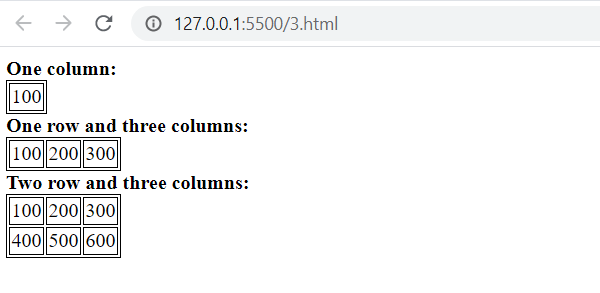 127.0.0.1:5500/3.html
One column:
100
One row and three columns:
100 200 300
Two row and three columns:
100 200 300
400 500 600